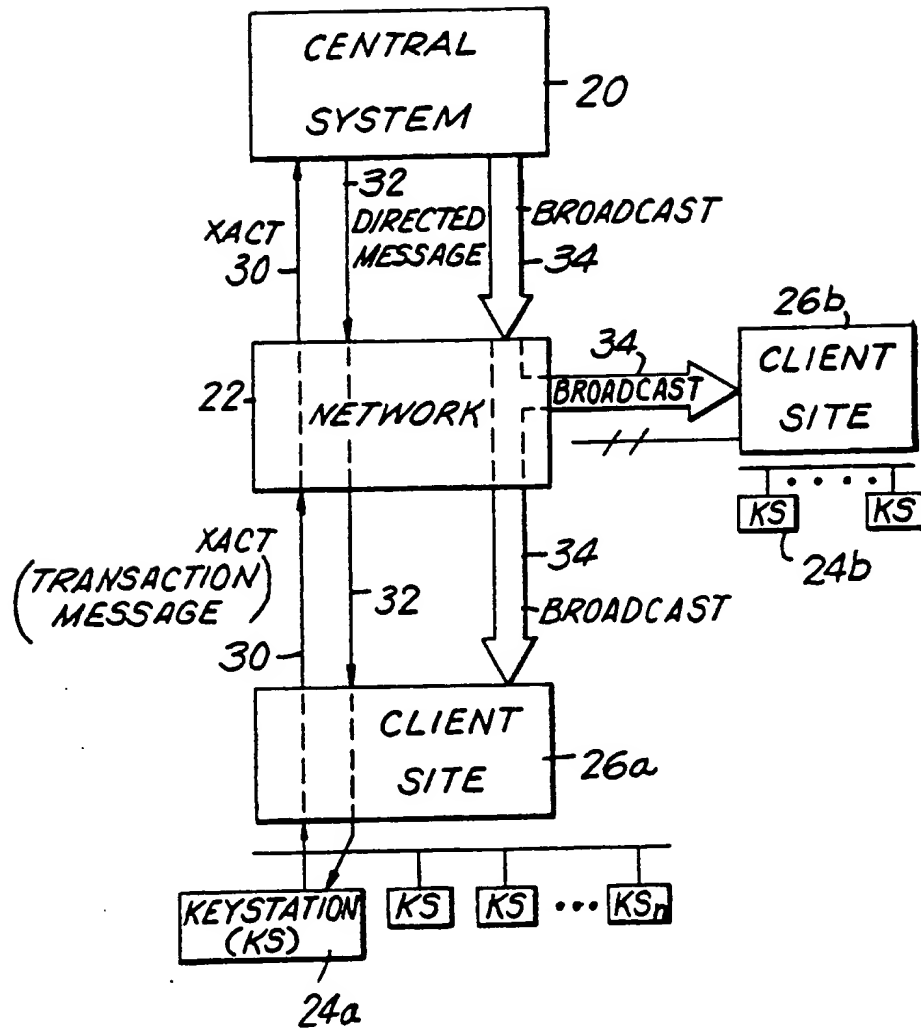 CENTRAL
SYSTEM
20
32
DIRECTED
MESSAGE
BROADCAST
34
XACT
30
26b
CLIENT
SITE
34
BROADCAST
22
NETWORK
KS
KS
24b
XACT
(TRANSACTION
MESSAGE)
30
32
34
BROADCAST
CLIENT
SITE
26a
KEYSTATION
(KS)
KS
KS
KSn
24a